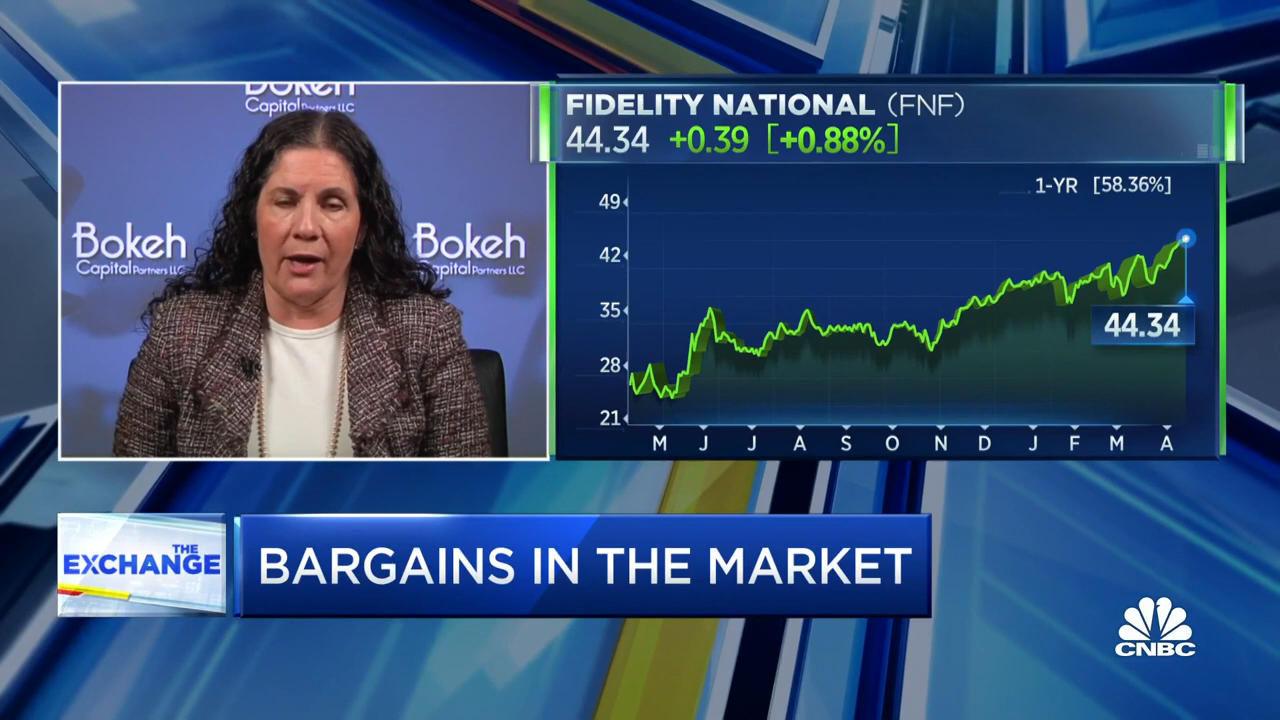 Bokeh
Capital Partners LLC
Bokeh
Capital Partners LLC
Bokeh
apital Partners LLC
FIDELITY NATIONAL (FNF)
44.34 +0.39 [+0.88%]
1-YR [58.36%]
49
42
35
28
21
44.34
M J J A S O N D J F M A
THE
EXCHANGE
BARGAINS IN THE MARKET
CNBC